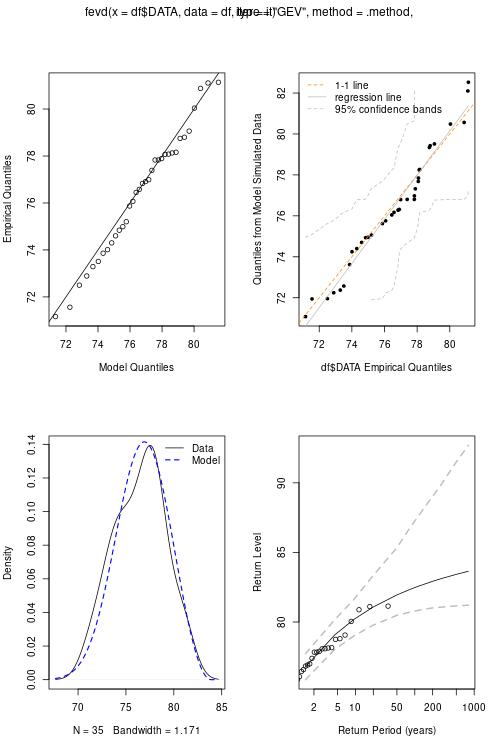 fevd(x = df$DATA, data = df, type = "GEV", method = .method,
80
78
76
74
72
Empirical Quantiles
72 74 76 78 80
Model Quantiles
1-1 line
regression line
95% confidence bands
82
80
78
76
74
72
Quantiles from Model Simulated Data
72 74 76 78 80
df$DATA Empirical Quantiles
Data
Model
0.14
0.12
0.10
0.08
0.06
0.04
0.02
0.00
Density
70 75 80 85
N = 35 Bandwidth = 1.171
90
85
80
Return Level
2 5 10 50 200 1000
Return Period (years)